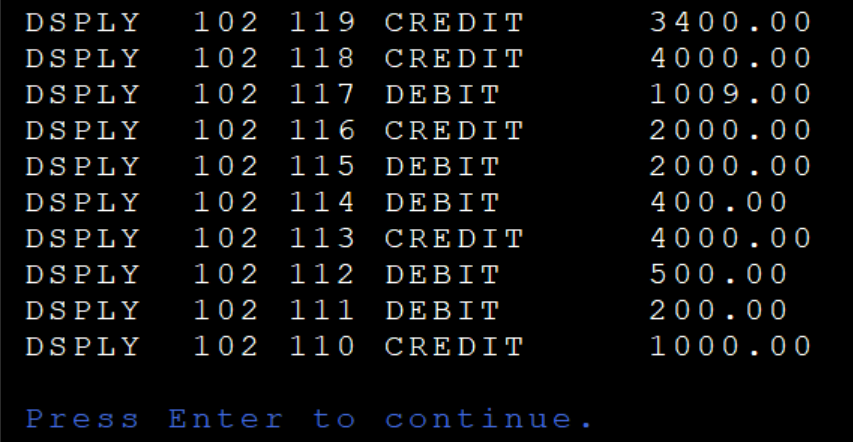 DSPLY  102 119 CREDIT        3400.00
DSPLY  102 118 CREDIT        4000.00
DSPLY  102 117 DEBIT         1009.00
DSPLY  102 116 CREDIT        2000.00
DSPLY  102 115 DEBIT         2000.00
DSPLY  102 114 DEBIT         400.00
DSPLY  102 113 CREDIT        4000.00
DSPLY  102 112 DEBIT         500.00
DSPLY  102 111 DEBIT         200.00
DSPLY  102 110 CREDIT        1000.00
Press Enter to continue.